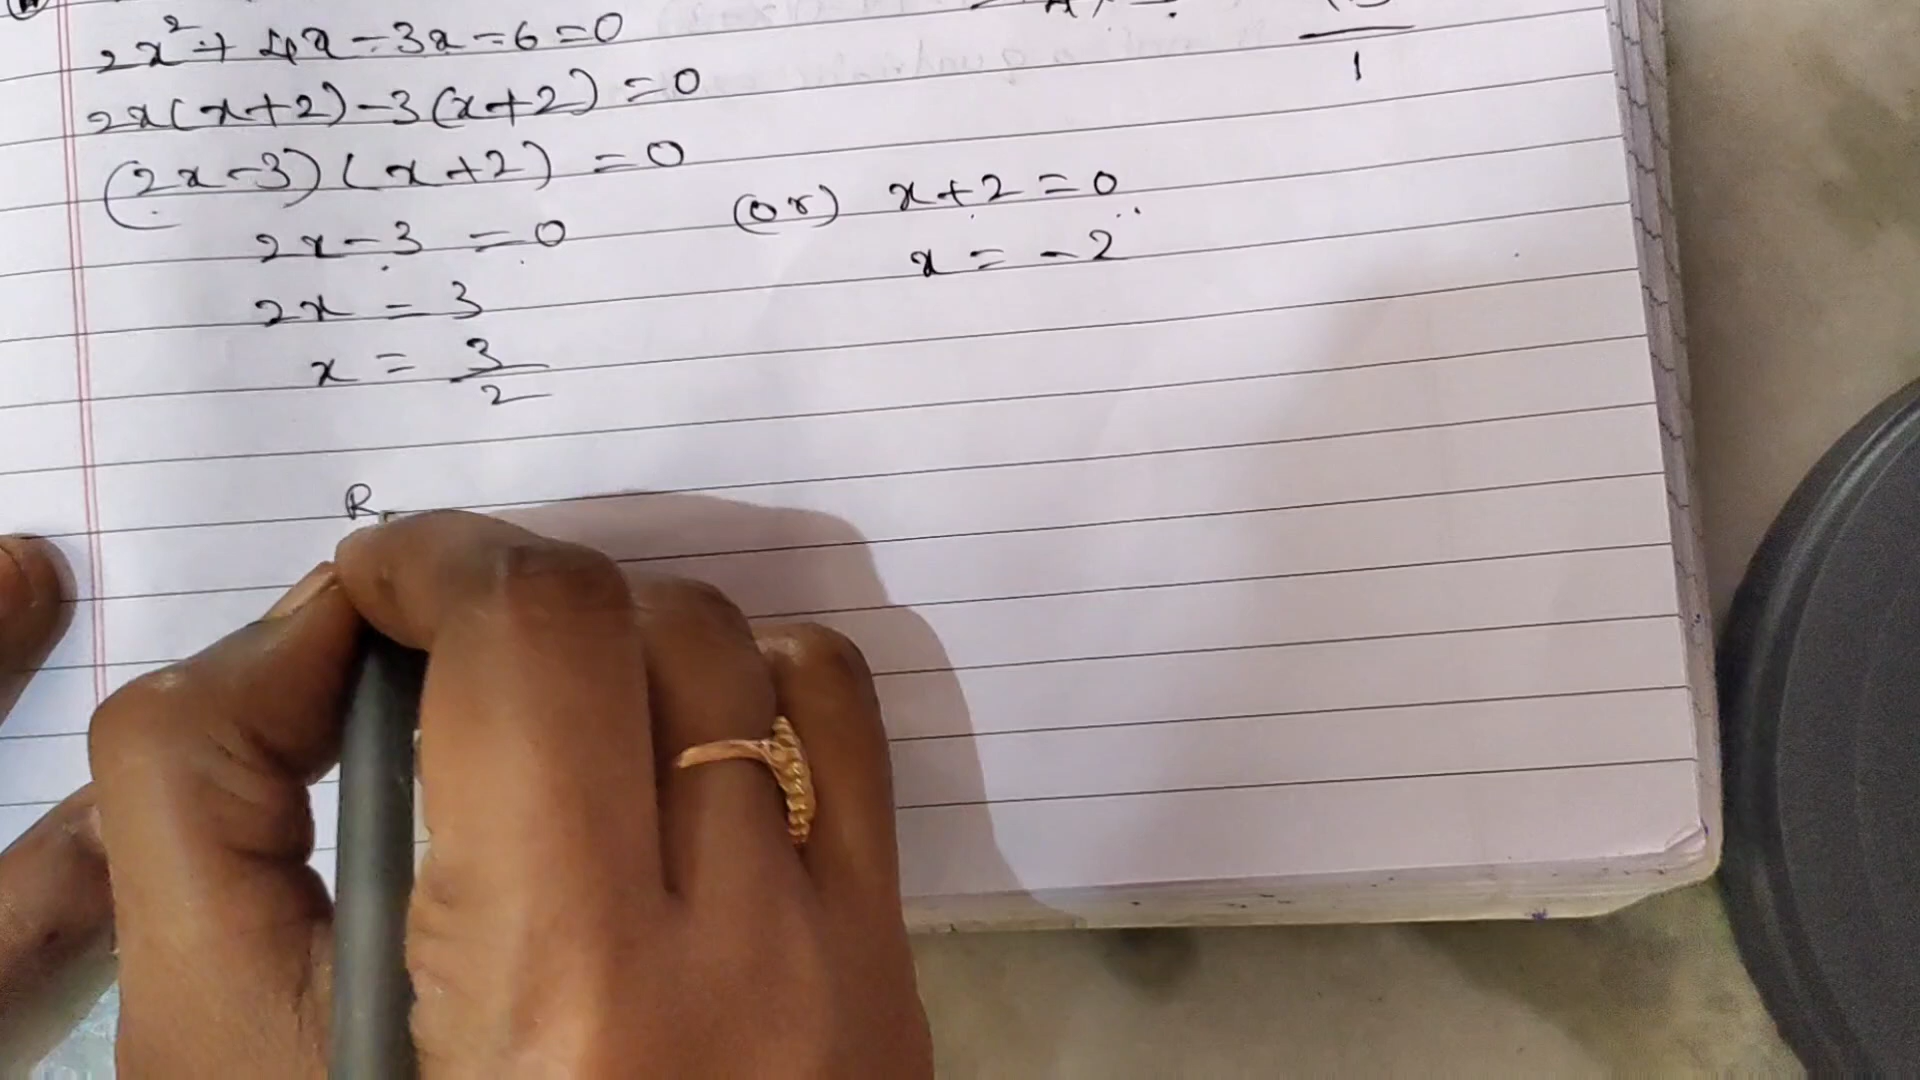 2x² + 4x - 3x - 6 = 0
2x(x+2) - 3(x+2) = 0
(2x-3)(x+2) = 0
2x - 3 = 0 (or) x+2 = 0
2x = 3 x = -2
x = 3/2
1
R